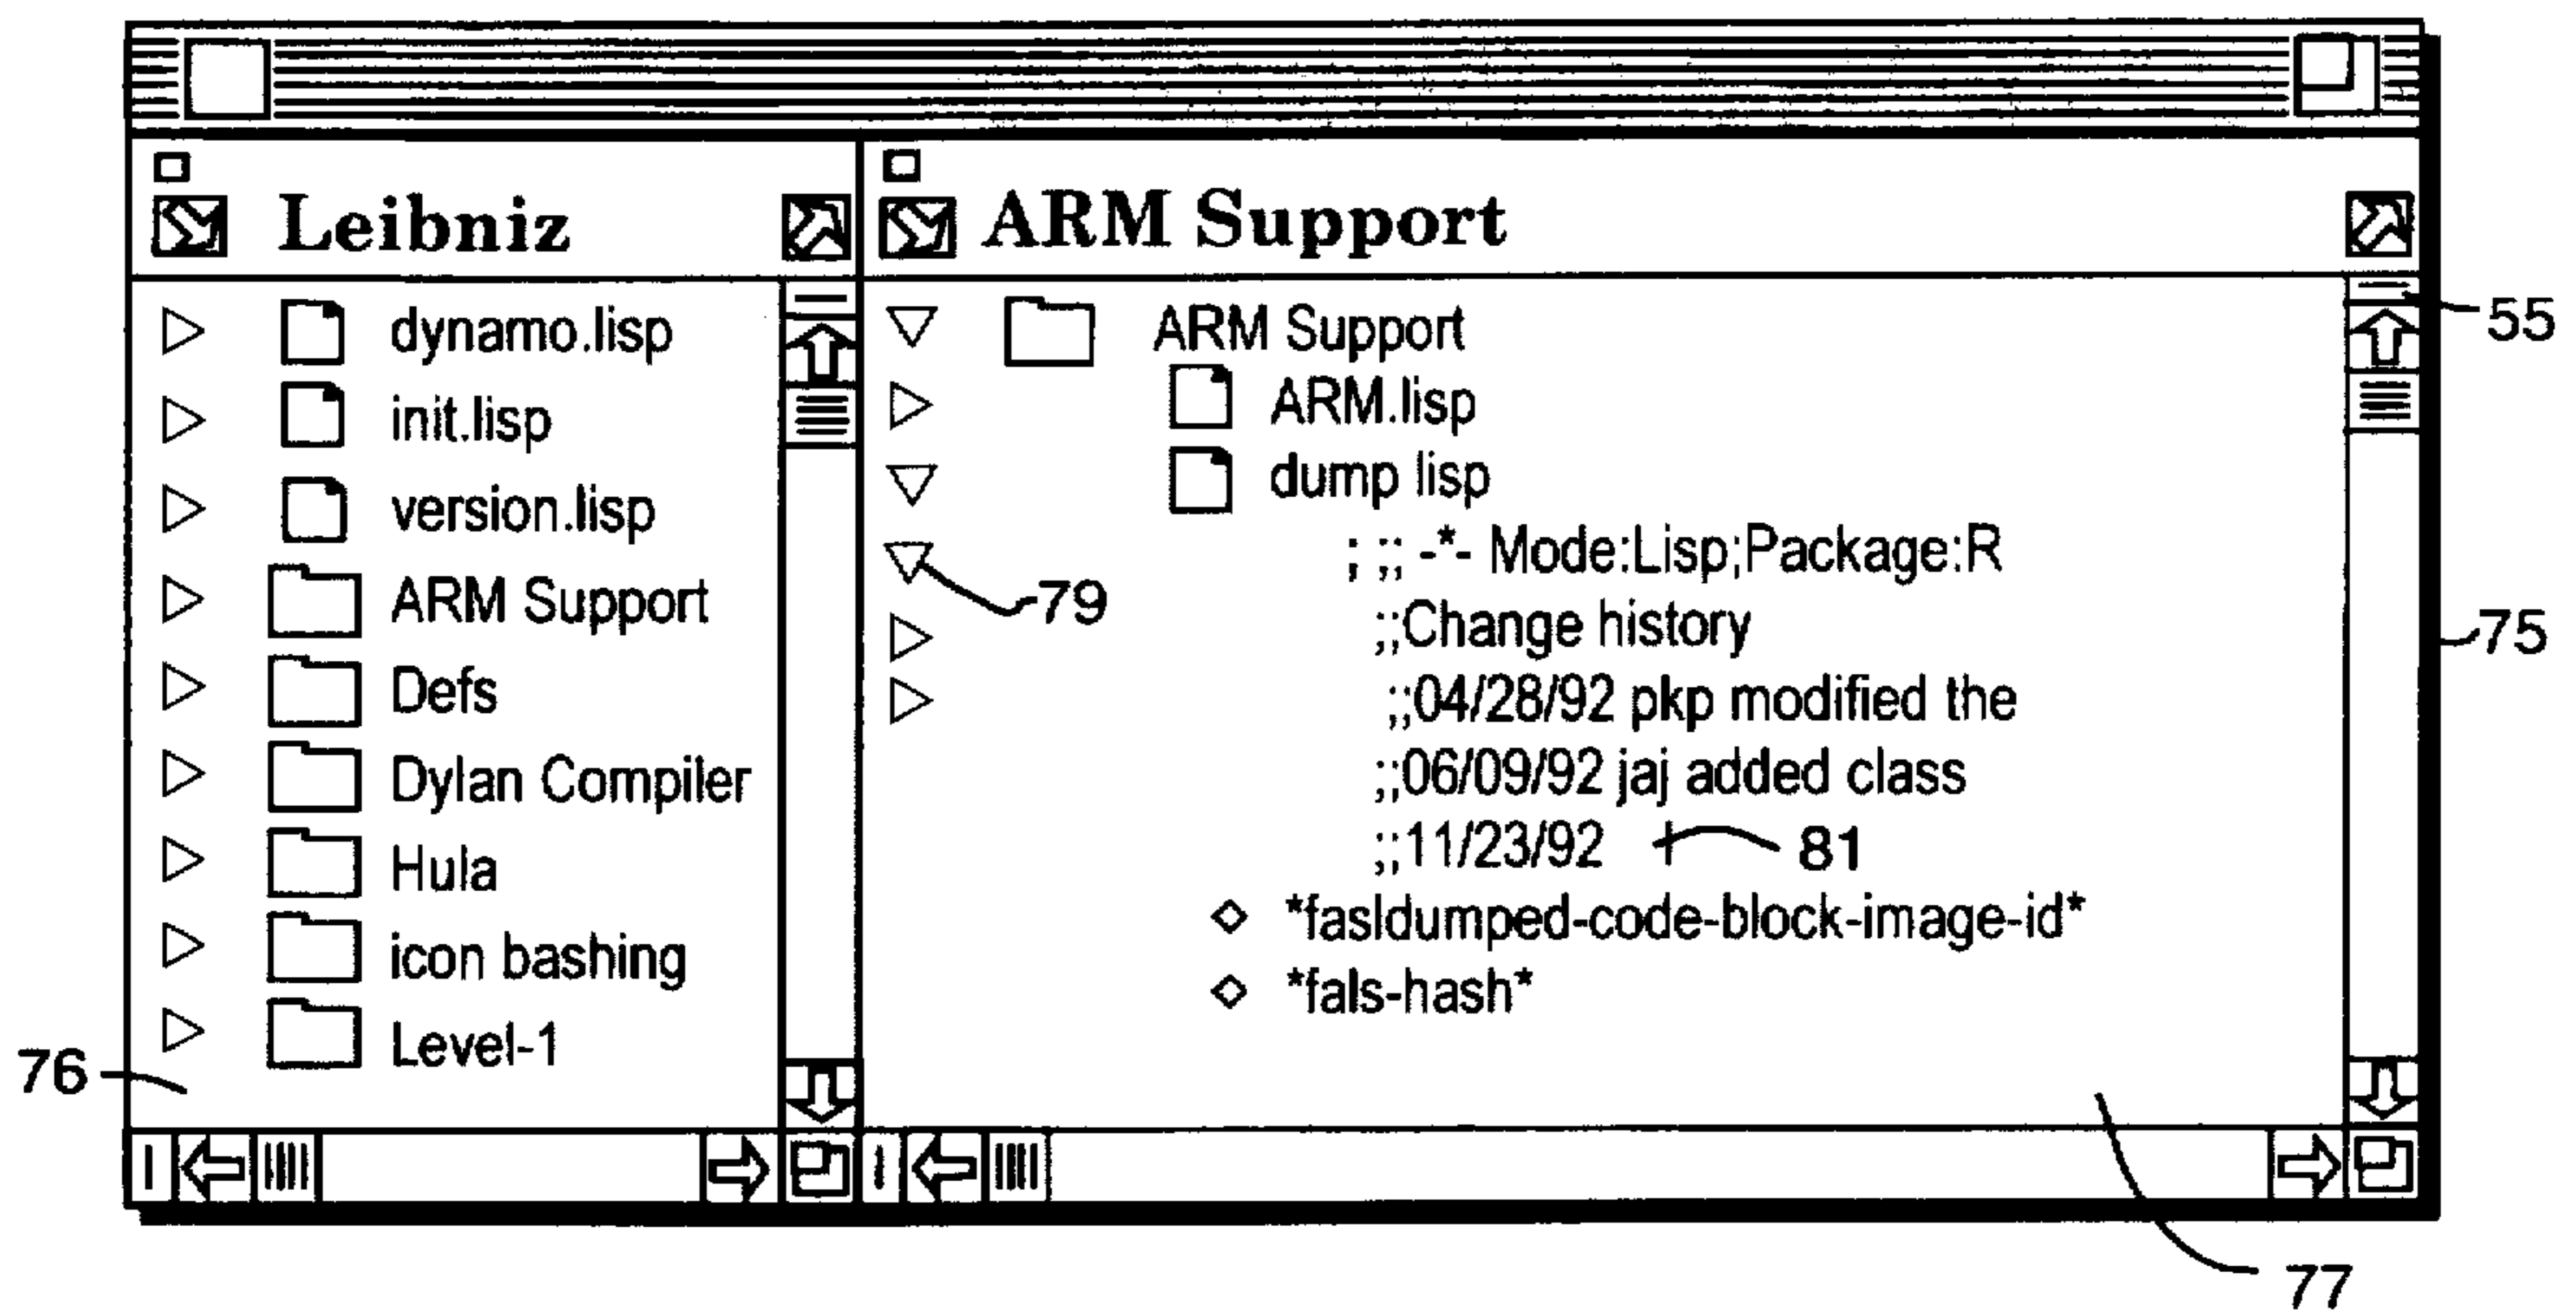 Leibniz
dynamo.lisp
init.lisp
version.lisp
ARM Support
Defs
Dylan Compiler
Hula
icon bashing
Level-1
76
ARM Support
ARM Support
55
ARM.lisp
dump lisp
; ;; -*- Mode:Lisp;Package:R
79
;;Change history
75
;;04/28/92 pkp modified the
;;06/09/92 jaj added class
;;11/23/92
81
*fasldumped-code-block-image-id*
*fals-hash*
77